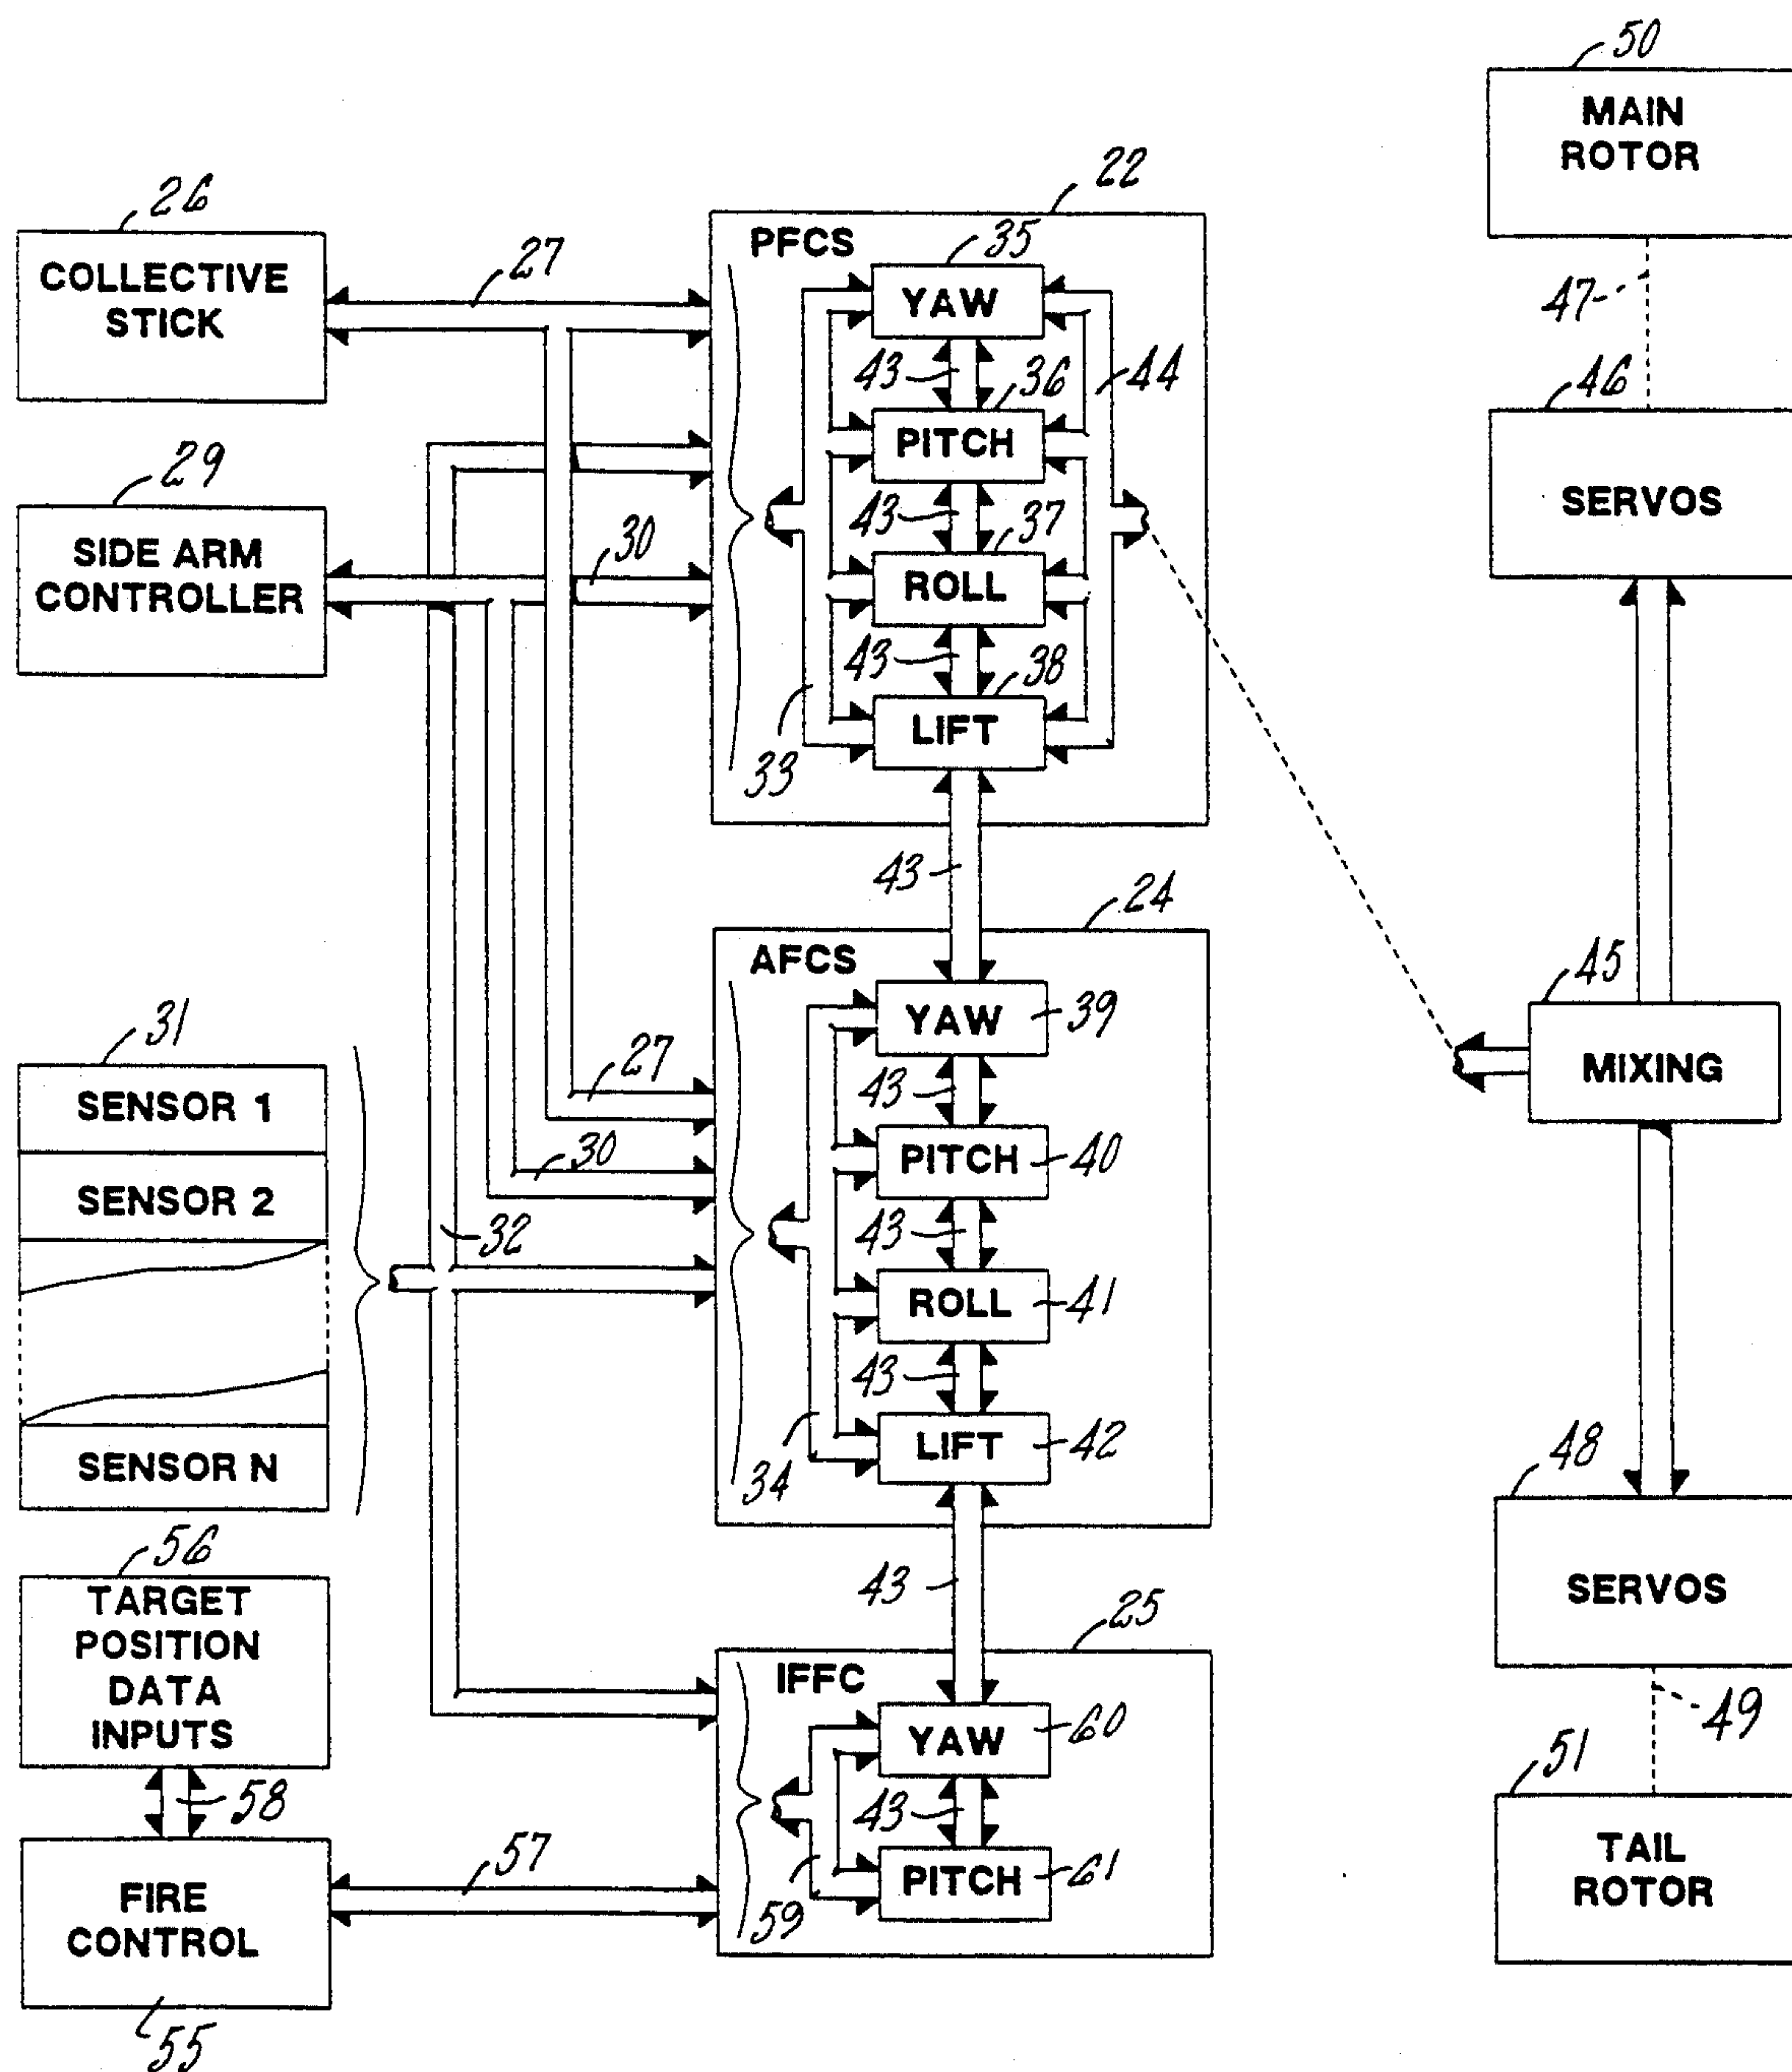 50
MAIN
ROTOR
47
46
SERVOS
26
COLLECTIVE
STICK
27
29
SIDE ARM
CONTROLLER
30
22
PFCS
35
YAW
43
36
44
PITCH
43
37
ROLL
43
38
LIFT
33
43
24
AFCS
YAW 39
43
27
PITCH 40
30
43
ROLL 41
43
LIFT 42
34
31
SENSOR 1
SENSOR 2
32
SENSOR N
45
MIXING
56
TARGET
POSITION
DATA
INPUTS
58
57
FIRE
CONTROL
55
43
25
IFFC
YAW 60
43
PITCH 61
59
48
SERVOS
49
51
TAIL
ROTOR